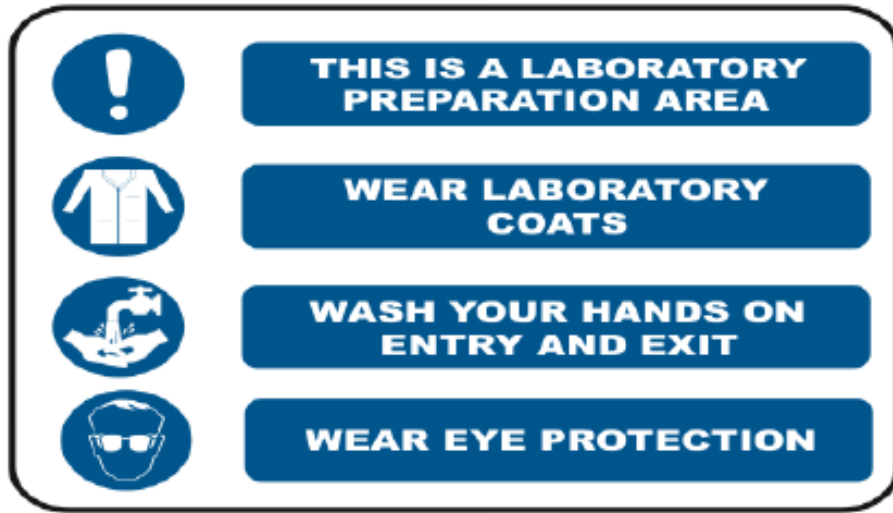 THIS IS A LABORATORY
PREPARATION AREA
WEAR LABORATORY
COATS
WASH YOUR HANDS ON
ENTRY AND EXIT
WEAR EYE PROTECTION